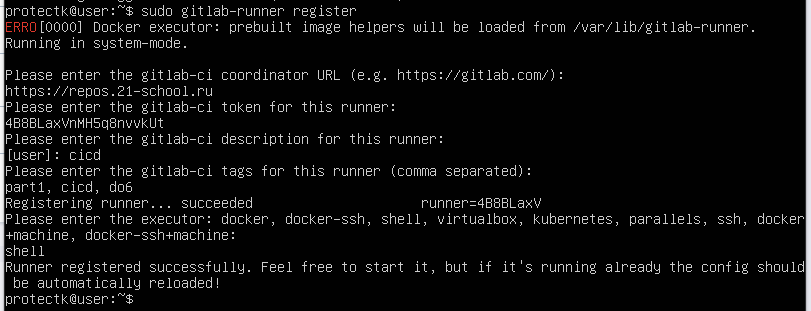 protectk@user:~$ sudo gitlab-runner register
ERRO[0000] Docker executor: prebuilt image helpers will be loaded from /var/lib/gitlab-runner.
Running in system-mode.
Please enter the gitlab-ci coordinator URL (e.g. https://gitlab.com/):
https://repos.21-school.ru
Please enter the gitlab-ci token for this runner:
4B8BLaxVnMH5q8nvvkUt
Please enter the gitlab-ci description for this runner:
[user]: cicd
Please enter the gitlab-ci tags for this runner (comma separated):
part1, cicd, do6
Registering runner... succeeded                     runner=4B8BLaxV
Please enter the executor: docker, docker-ssh, shell, virtualbox, kubernetes, parallels, ssh, docker
+machine, docker-ssh+machine:
shell
Runner registered successfully. Feel free to start it, but if it's running already the config should
 be automatically reloaded!
protectk@user:~$